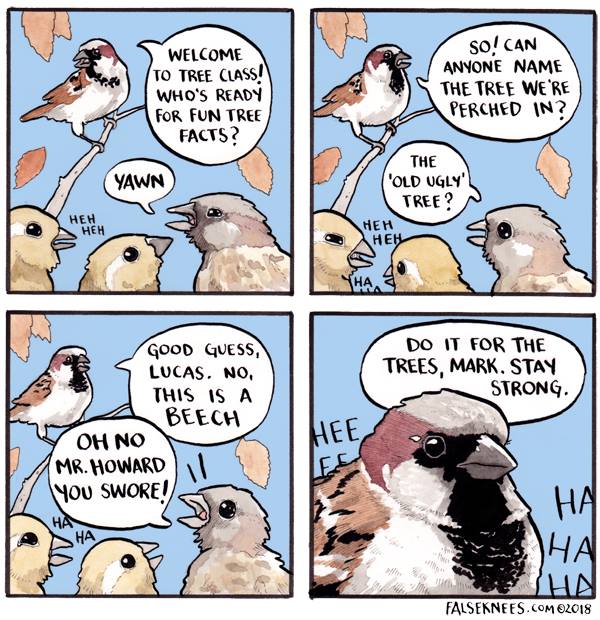 WELCOME
TO TREE CLASS!
WHO'S READY
FOR FUN TREE
FACTS?
YAWN
HEH
HEH
SO! CAN
ANYONE NAME
THE TREE WE'RE
PERCHED IN?
THE
'OLD UGLY'
TREE?
HEH
HEH
HA
HA
GOOD GUESS,
LUCAS. NO,
THIS IS A
BEECH
OH NO
MR. HOWARD
YOU SWORE!
HA
HA
DO IT FOR THE
TREES, MARK. STAY
STRONG.
HEE
HA
HA
HA
FALSEKNEES.COM ©2018